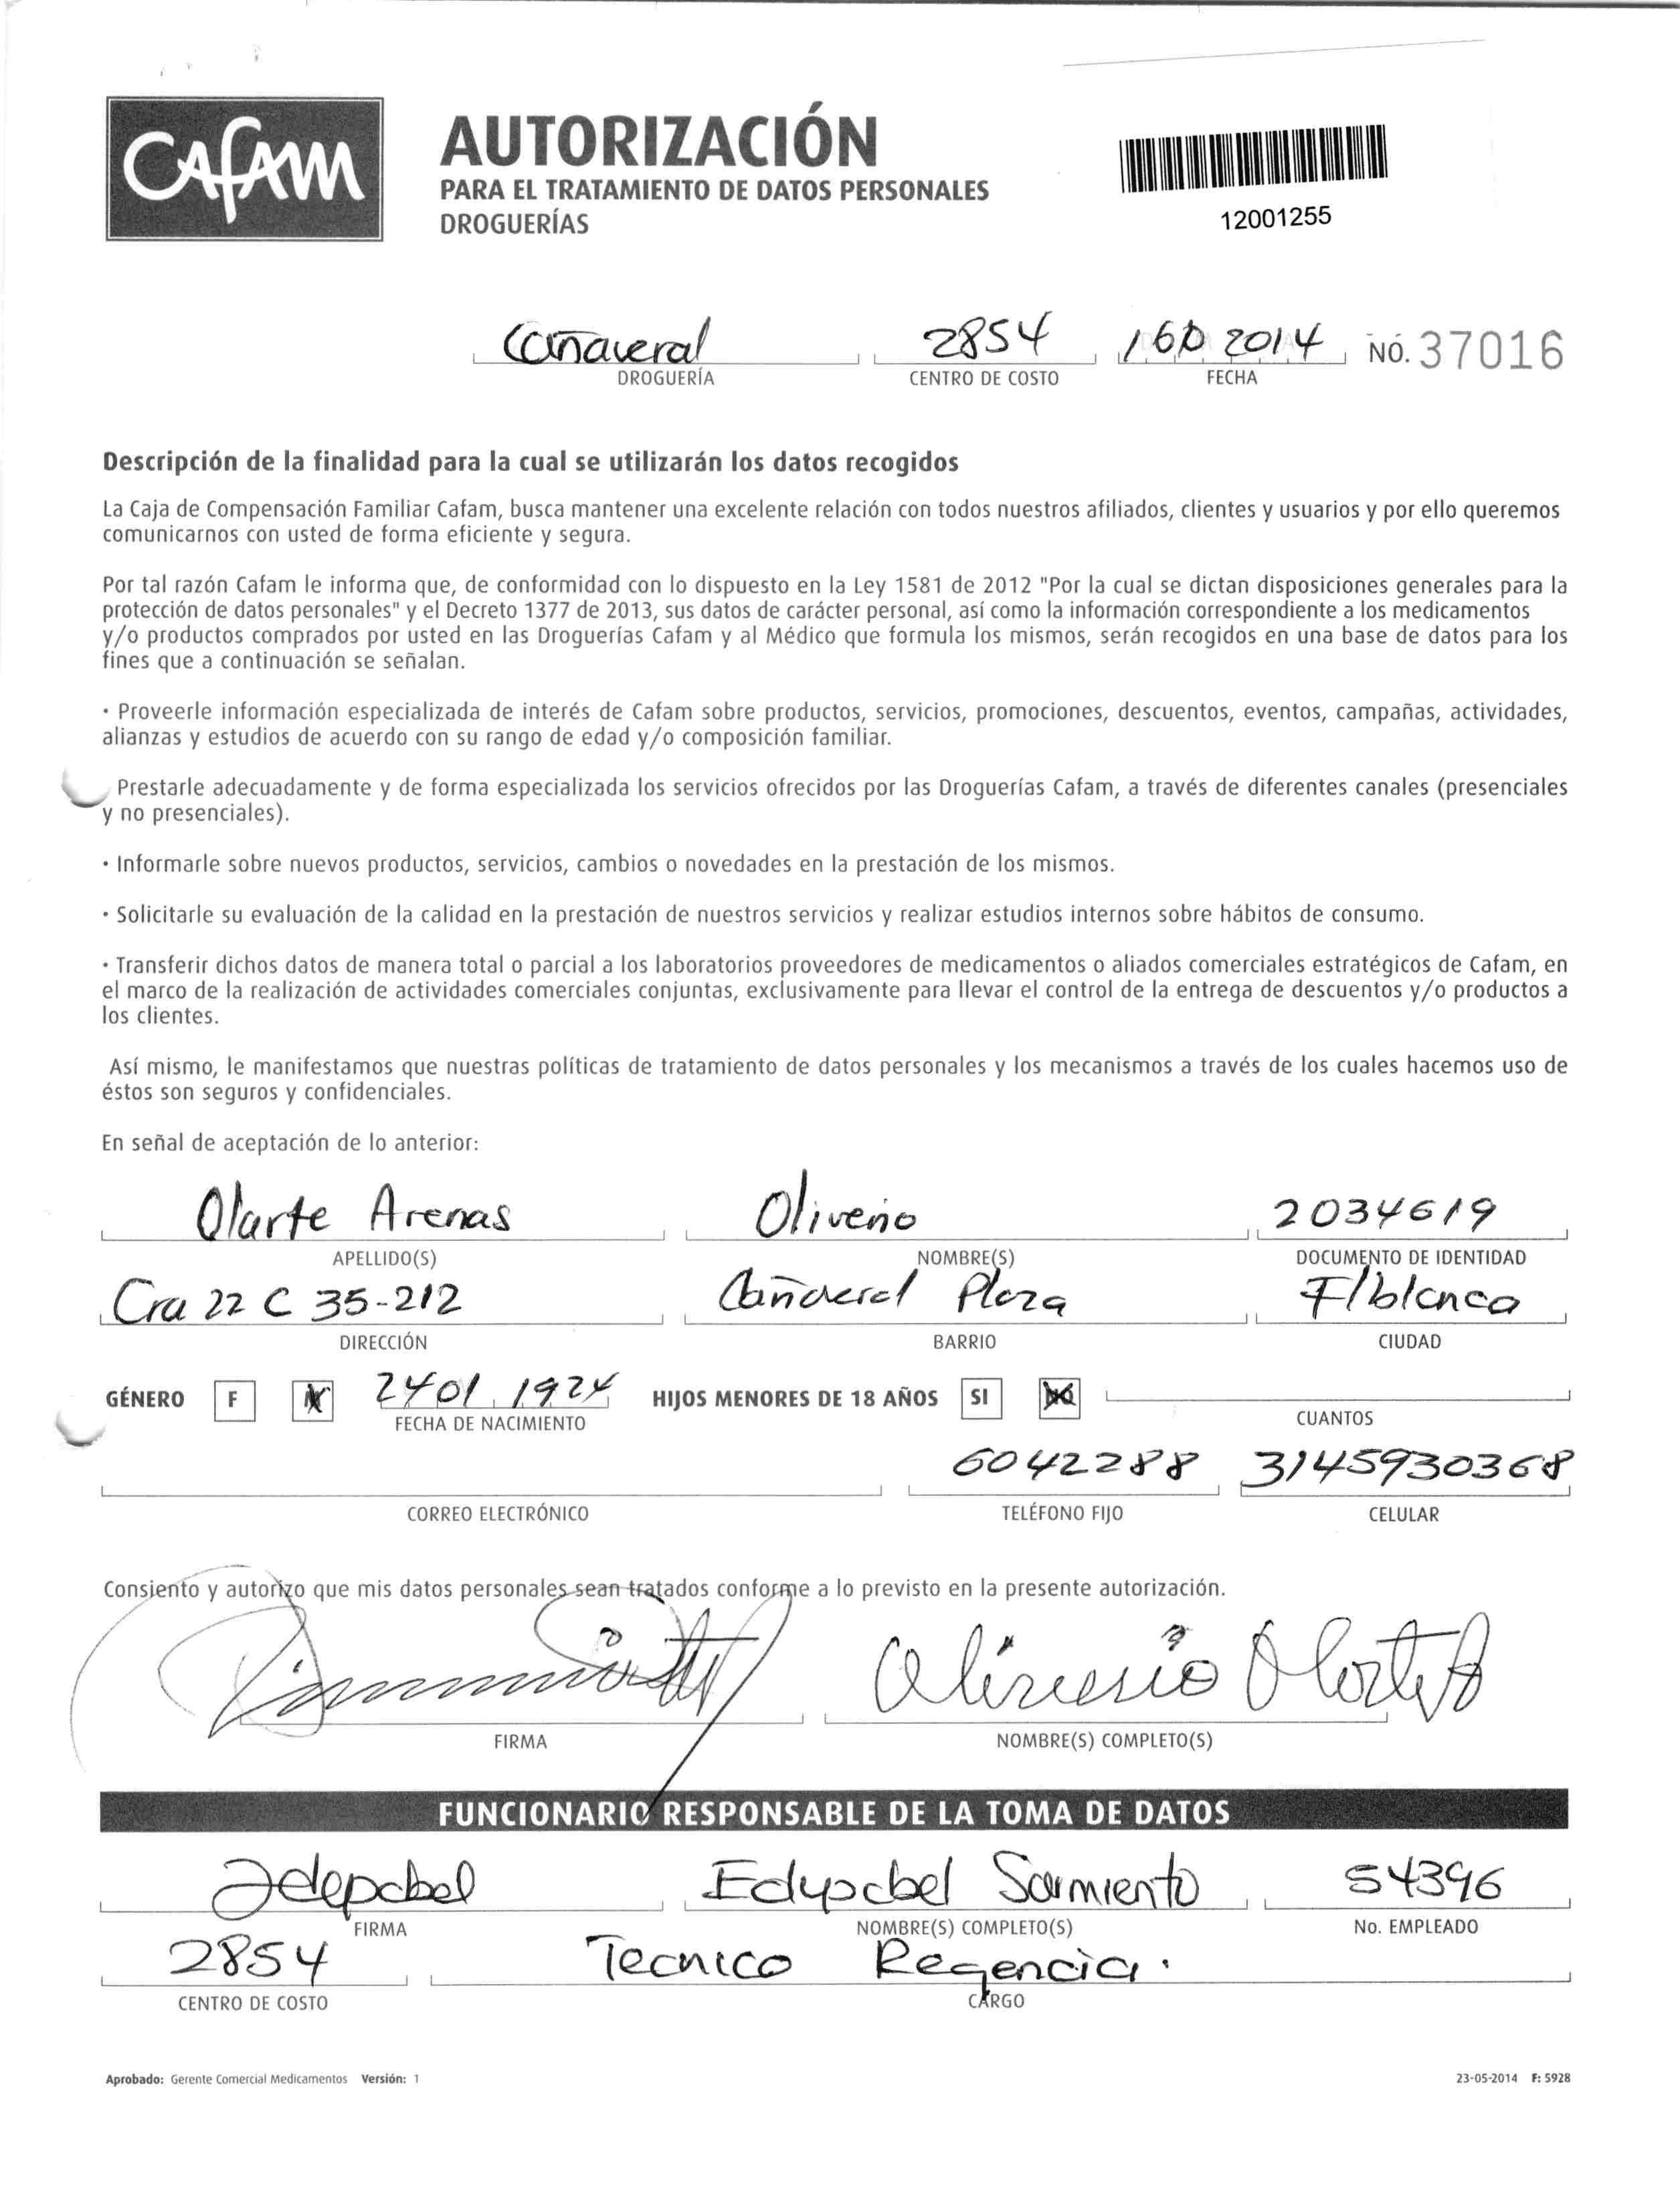 CAFAM
AUTORIZACIÓN
PARA EL TRATAMIENTO DE DATOS PERSONALES
DROGUERÍAS
12001255
Cañaveral 2854 2014 NO. 37016
DROGUERÍA CENTRO DE COSTO FECHA
Descripción de la finalidad para la cual se utilizarán los datos recogidos
La Caja de Compensación Familiar Cafam, busca mantener una excelente relación con todos nuestros afiliados, clientes y usuarios y por ello queremos
comunicarnos con usted de forma eficiente y segura.
Por tal razón Cafam le informa que, de conformidad con lo dispuesto en la Ley 1581 de 2012 "Por la cual se dictan disposiciones generales para la
protección de datos personales" y el Decreto 1377 de 2013, sus datos de carácter personal, así como la información correspondiente a los medicamentos
y/o productos comprados por usted en las Droguerías Cafam y al Médico que formula los mismos, serán recogidos en una base de datos para los
fines que a continuación se señalan.
· Proveerle información especializada de interés de Cafam sobre productos, servicios, promociones, descuentos, eventos, campañas, actividades,
alianzas y estudios de acuerdo con su rango de edad y/o composición familiar.
Prestarle adecuadamente y de forma especializada los servicios ofrecidos por las Droguerías Cafam, a través de diferentes canales (presenciales
y no presenciales).
· Informarle sobre nuevos productos, servicios, cambios o novedades en la prestación de los mismos.
· Solicitarle su evaluación de la calidad en la prestación de nuestros servicios y realizar estudios internos sobre hábitos de consumo.
· Transferir dichos datos de manera total o parcial a los laboratorios proveedores de medicamentos o aliados comerciales estratégicos de Cafam, en
el marco de la realización de actividades comerciales conjuntas, exclusivamente para llevar el control de la entrega de descuentos y/o productos a
los clientes.
Así mismo, le manifestamos que nuestras políticas de tratamiento de datos personales y los mecanismos a través de los cuales hacemos uso de
éstos son seguros y confidenciales.
En señal de aceptación de lo anterior:
Olarte Arenas Oliverio 2034619
APELLIDO(S) NOMBRE(S) DOCUMENTO DE IDENTIDAD
Cra 22 C 35-212 Cañaveral Plaza F/blanca
DIRECCIÓN BARRIO CIUDAD
GÉNERO F M 2401 1924 HIJOS MENORES DE 18 AÑOS SI NO
FECHA DE NACIMIENTO CUANTOS
6042288 3145930368
CORREO ELECTRÓNICO TELÉFONO FIJO CELULAR
Consiento y autorizo que mis datos personales sean tratados conforme a lo previsto en la presente autorización.
Oliverio Olarte A
FIRMA NOMBRE(S) COMPLETO(S)
FUNCIONARIO RESPONSABLE DE LA TOMA DE DATOS
Edypabel Sarmiento 54396
FIRMA NOMBRE(S) COMPLETO(S) No. EMPLEADO
2854 Tecnico Regencia.
CENTRO DE COSTO CARGO
Aprobado: Gerente Comercial Medicamentos Versión: 1 23-05-2014 F: 5928